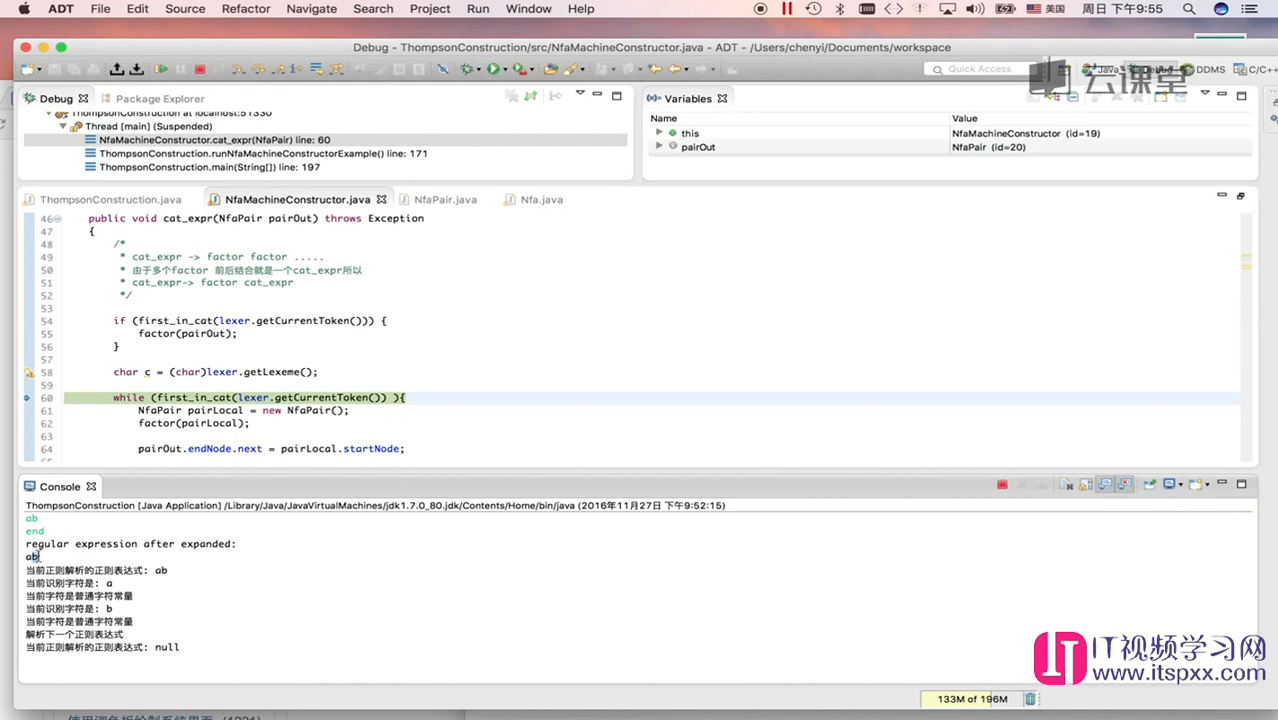 ADT File Edit Source Refactor Navigate Search Project Run Window Help 美国 周日 下午9:55
Debug - ThompsonConstruction/src/NfaMachineConstructor.java - ADT - /Users/chenyi/Documents/workspace
Quick Access Java Debug DDMS C/C++
云课堂
Debug Package Explorer
ThompsonConstruction at localhost:51330
Thread [main] (Suspended)
NfaMachineConstructor.cat_expr(NfaPair) line: 60
ThompsonConstruction.runNfaMachineConstructorExample() line: 171
ThompsonConstruction.main(String[]) line: 197
Variables
Name Value
this NfaMachineConstructor (id=19)
pairOut NfaPair (id=20)
ThompsonConstruction.java NfaMachineConstructor.java NfaPair.java Nfa.java
46 public void cat_expr(NfaPair pairOut) throws Exception
47 {
48 /*
49 * cat_expr -> factor factor .....
50 * 由于多个factor 前后结合就是一个cat_expr所以
51 * cat_expr-> factor cat_expr
52 */
53
54 if (first_in_cat(lexer.getCurrentToken())) {
55 factor(pairOut);
56 }
57
58 char c = (char)lexer.getLexeme();
59
60 while (first_in_cat(lexer.getCurrentToken()) ){
61 NfaPair pairLocal = new NfaPair();
62 factor(pairLocal);
63
64 pairOut.endNode.next = pairLocal.startNode;
Console
ThompsonConstruction [Java Application] /Library/Java/JavaVirtualMachines/jdk1.7.0_80.jdk/Contents/Home/bin/java (2016年11月27日 下午9:52:15)
ab
end
regular expression after expanded:
ab
当前正则解析的正则表达式: ab
当前识别字符是: a
当前字符是普通字符常量
当前识别字符是: b
当前字符是普通字符常量
解析下一个正则表达式
当前正则解析的正则表达式: null
IT IT视频学习网
www.itspxx.com
133M of 196M